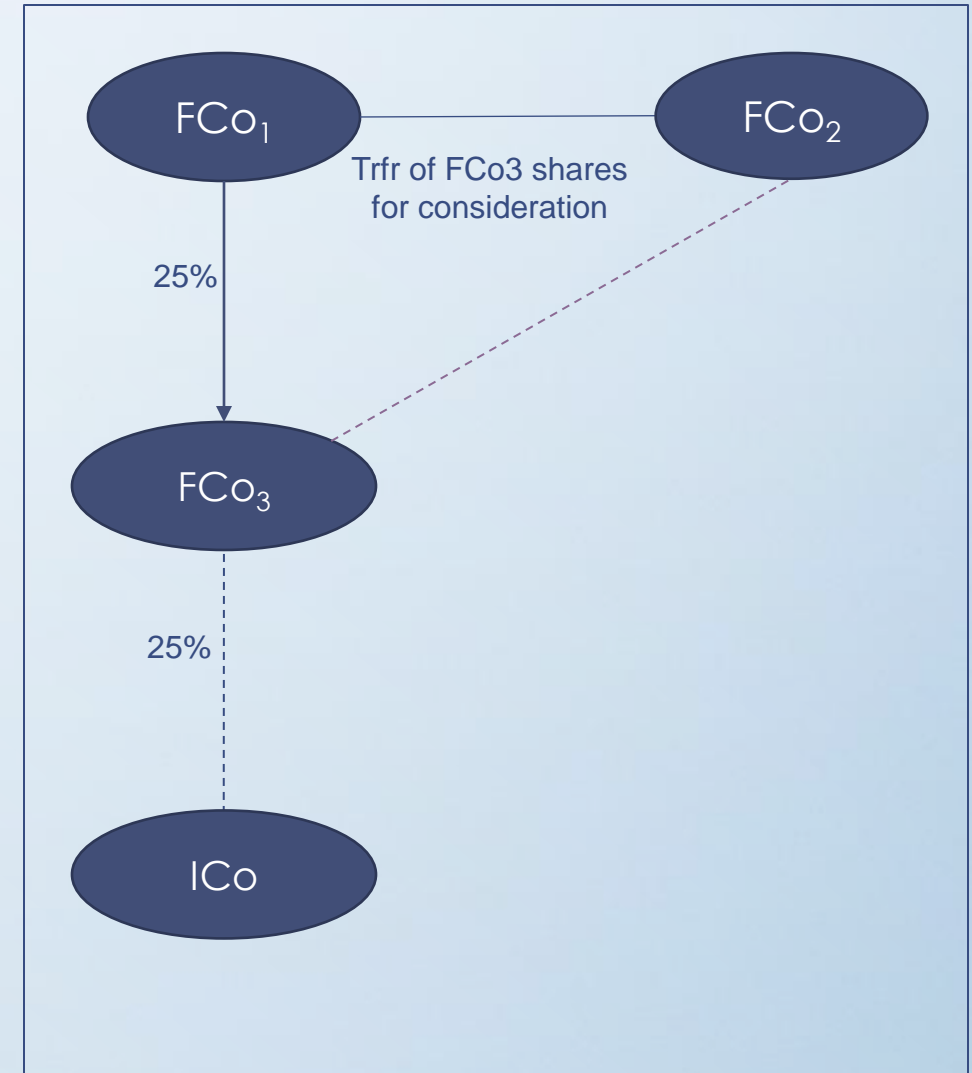 FCo₁
FCo₂
Trfr of FCo3 shares
for consideration
25%
FCo₃
25%
ICo